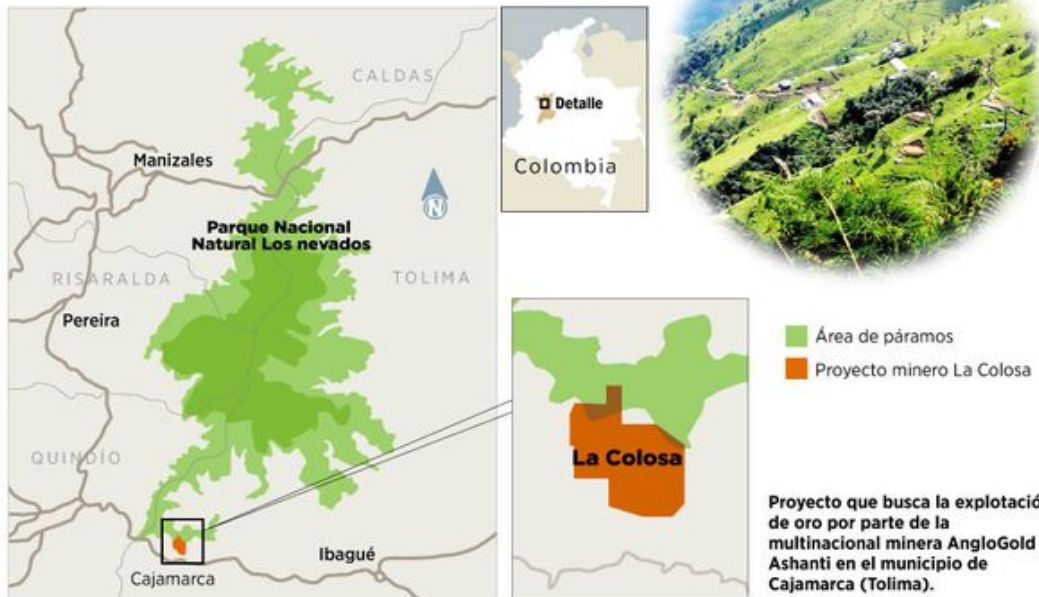 CALDAS
Manizales
N
Parque Nacional
Natural Los nevados
RISARALDA
TOLIMA
Pereira
QUINDÍO
Ibagué
Cajamarca
Detalle
Colombia
La Colosa
Área de páramos
Proyecto minero La Colosa
Proyecto que busca la explotació
de oro por parte de la
multinacional minera AngloGold
Ashanti en el municipio de
Cajamarca (Tolima).